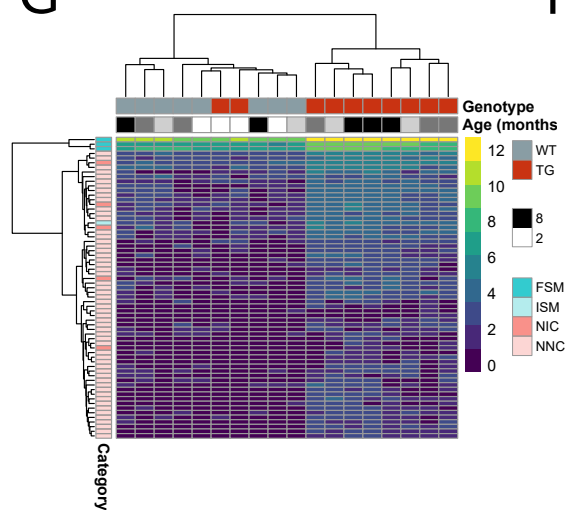 Genotype
Age (months
12
10
8
6
4
2
0
WT
TG
8
2
FSM
ISM
NIC
NNC
Category